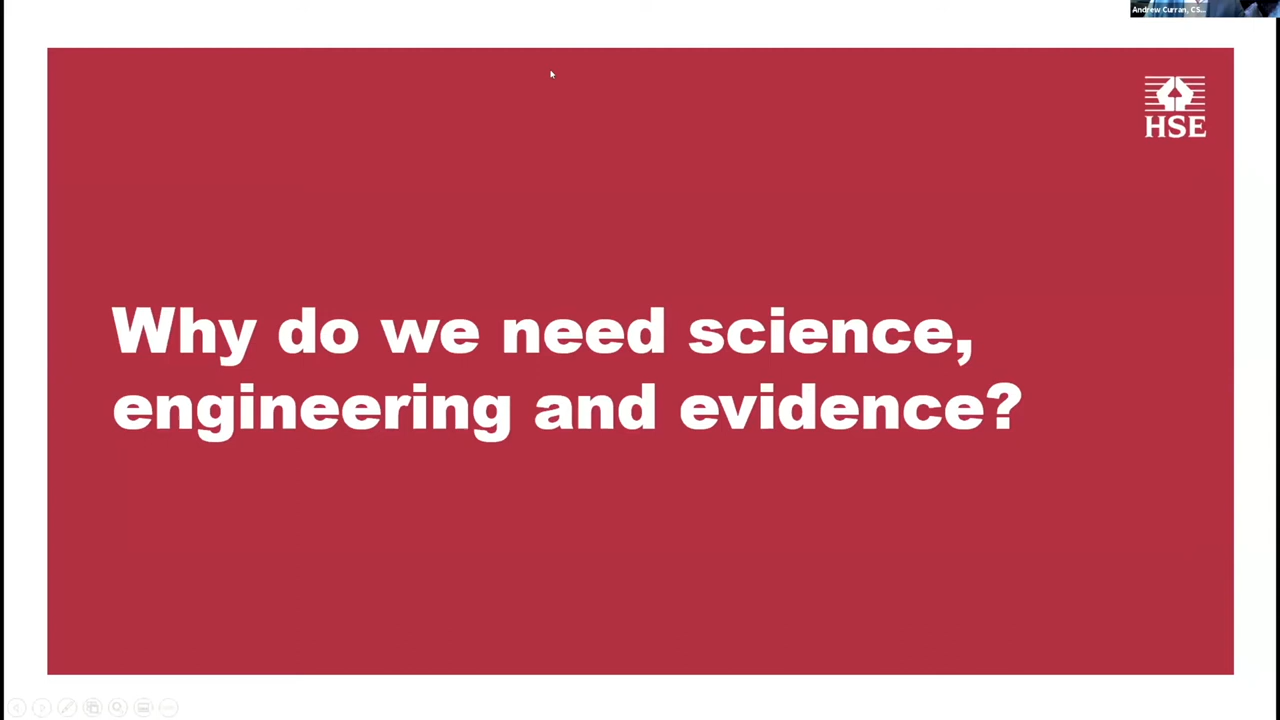 Andrew Curran, CS...
HSE
Why do we need science,
engineering and evidence?